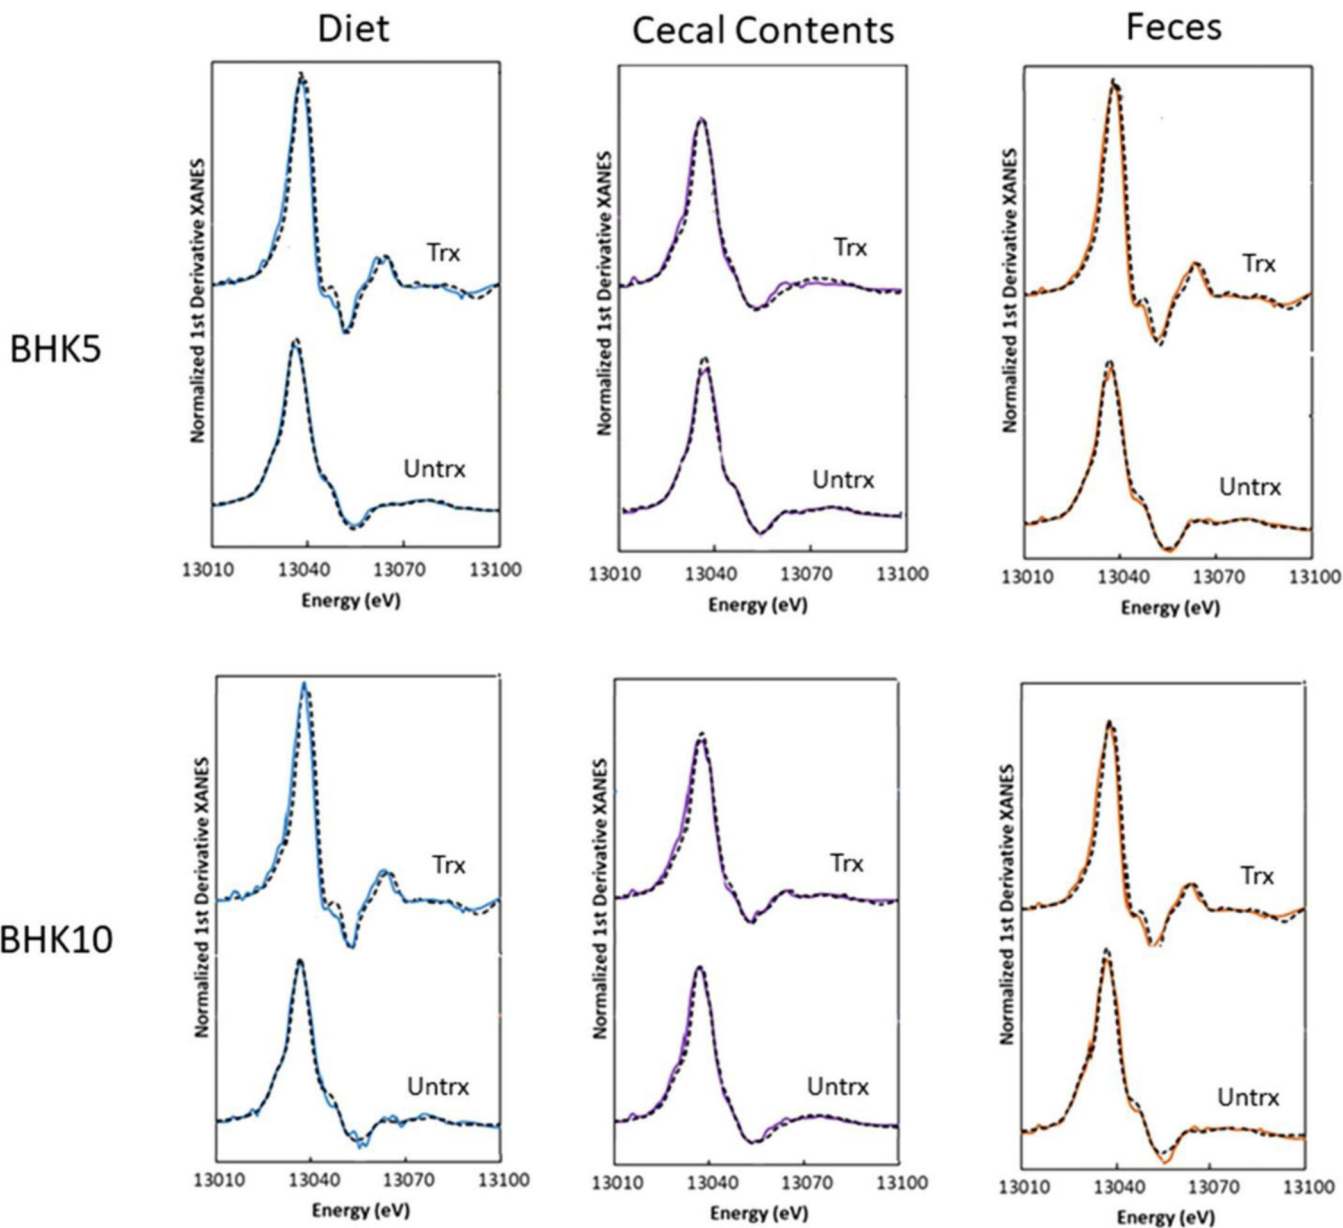 Diet
Cecal Contents
Feces
BHK5
Normalized 1st Derivative XANES
Trx
Untrx
13010 13040 13070 13100
Energy (eV)
Normalized 1st Derivative XANES
Trx
Untrx
13010 13040 13070 13100
Energy (eV)
Normalized 1st Derivative XANES
Trx
Untrx
13010 13040 13070 13100
Energy (eV)
BHK10
Normalized 1st Derivative XANES
Trx
Untrx
13010 13040 13070 13100
Energy (eV)
Normalized 1st Derivative XANES
Trx
Untrx
13010 13040 13070 13100
Energy (eV)
Normalized 1st Derivative XANES
Trx
Untrx
13010 13040 13070 13100
Energy (eV)